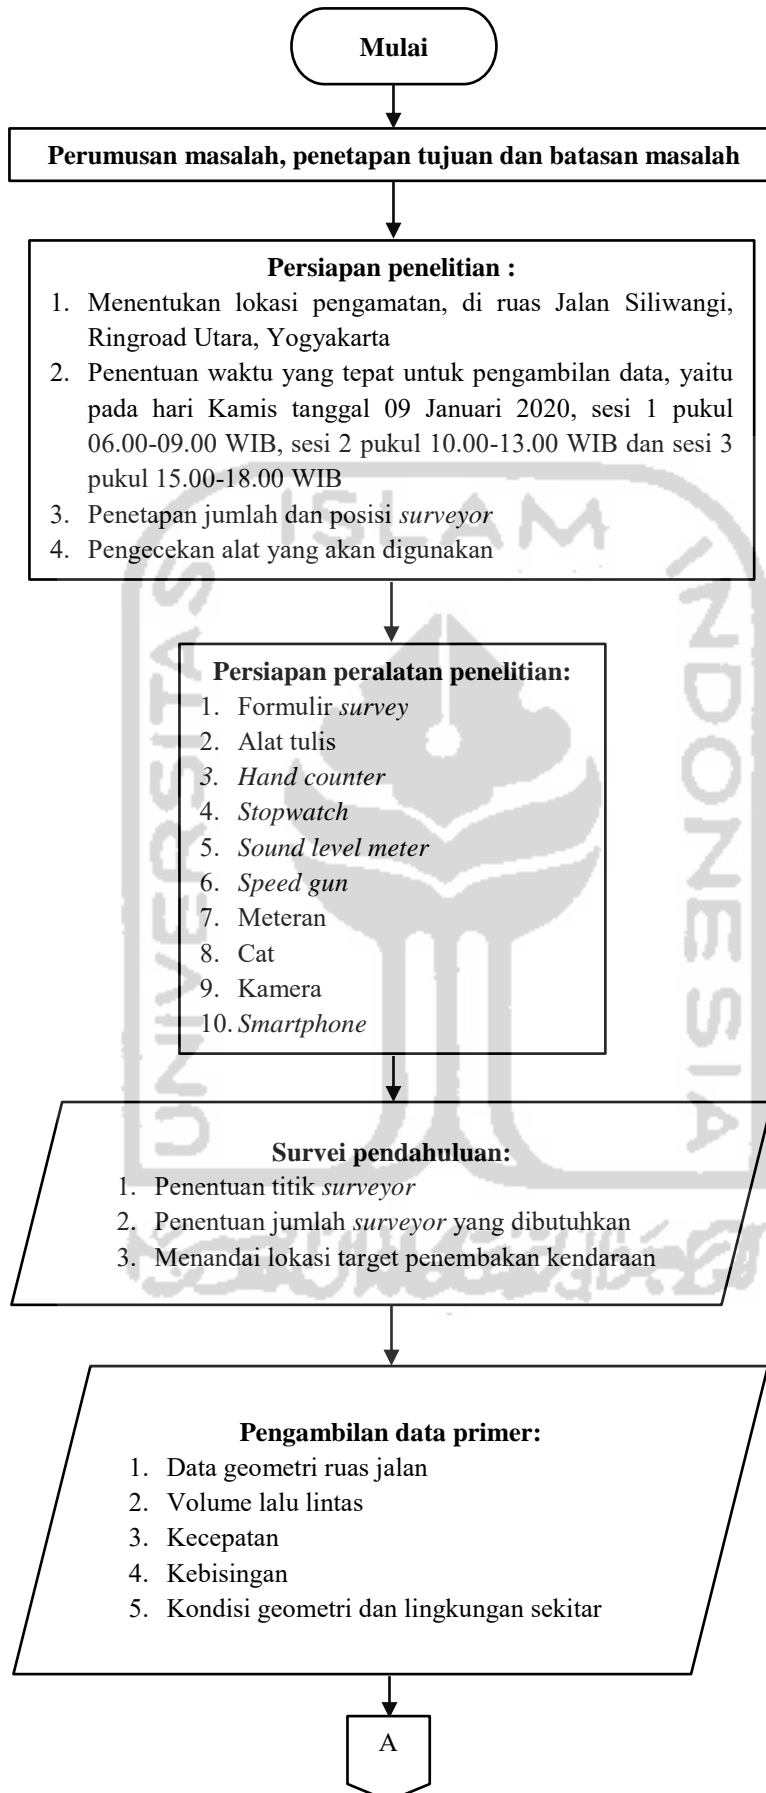 Mulai
Perumusan masalah, penetapan tujuan dan batasan masalah
Persiapan penelitian :
1. Menentukan lokasi pengamatan, di ruas Jalan Siliwangi,
Ringroad Utara, Yogyakarta
2. Penentuan waktu yang tepat untuk pengambilan data, yaitu
pada hari Kamis tanggal 09 Januari 2020, sesi 1 pukul
06.00-09.00 WIB, sesi 2 pukul 10.00-13.00 WIB dan sesi 3
pukul 15.00-18.00 WIB
3. Penetapan jumlah dan posisi surveyor
4. Pengecekan alat yang akan digunakan
UNIVERSITAS
ISLAM
INDONESIA
Persiapan peralatan penelitian:
1. Formulir survey
2. Alat tulis
3. Hand counter
4. Stopwatch
5. Sound level meter
6. Speed gun
7. Meteran
8. Cat
9. Kamera
10. Smartphone
Survei pendahuluan:
1. Penentuan titik surveyor
2. Penentuan jumlah surveyor yang dibutuhkan
3. Menandai lokasi target penembakan kendaraan
Pengambilan data primer:
1. Data geometri ruas jalan
2. Volume lalu lintas
3. Kecepatan
4. Kebisingan
5. Kondisi geometri dan lingkungan sekitar
A